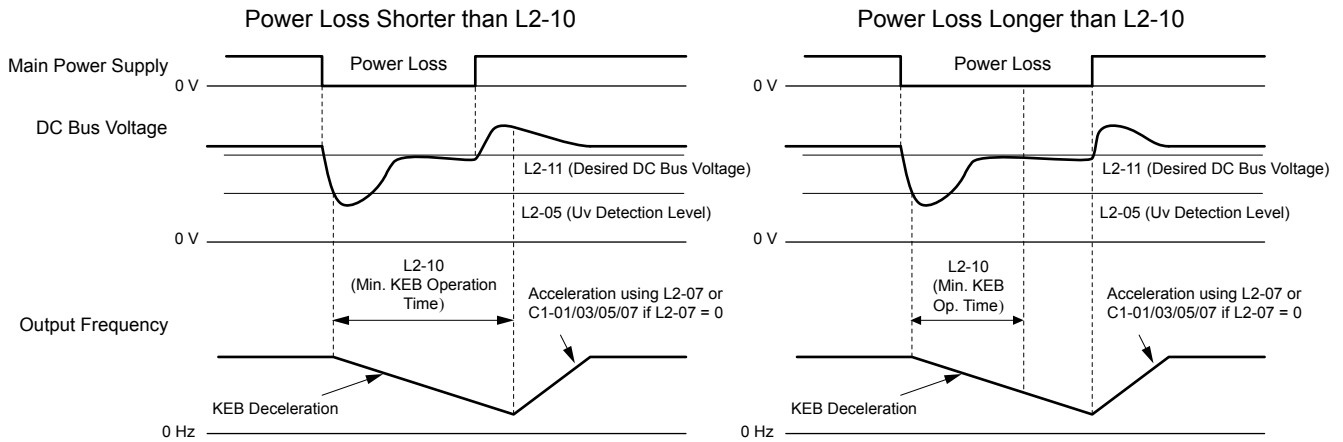 Power Loss Shorter than L2-10
Main Power Supply
Power Loss
0 V
DC Bus Voltage
L2-11 (Desired DC Bus Voltage)
L2-05 (Uv Detection Level)
0 V
L2-10
(Min. KEB Operation
Time)
Acceleration using L2-07 or
C1-01/03/05/07 if L2-07 = 0
Output Frequency
KEB Deceleration
0 Hz
Power Loss Longer than L2-10
Power Loss
0 V
L2-11 (Desired DC Bus Voltage)
L2-05 (Uv Detection Level)
0 V
L2-10
(Min. KEB
Op. Time)
Acceleration using L2-07 or
C1-01/03/05/07 if L2-07 = 0
KEB Deceleration
0 Hz